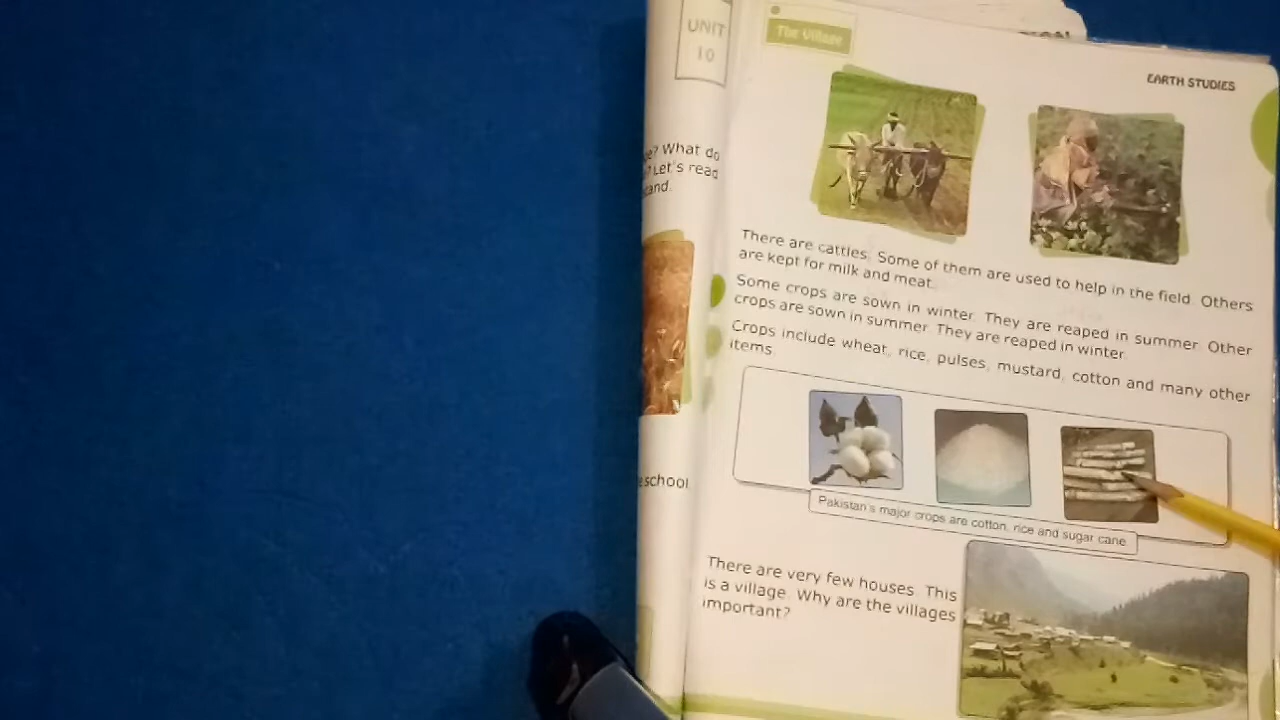 UNIT
10
e? What do
? Let's read
tand.
eschool
The Village
EARTH STUDIES
There are cattles. Some of them are used to help in the field. Others
are kept for milk and meat.
Some crops are sown in winter. They are reaped in summer. Other
crops are sown in summer. They are reaped in winter.
Crops include wheat, rice, pulses, mustard, cotton and many other
items.
Pakistan's major crops are cotton, rice and sugar cane.
There are very few houses. This
is a village. Why are the villages
important?